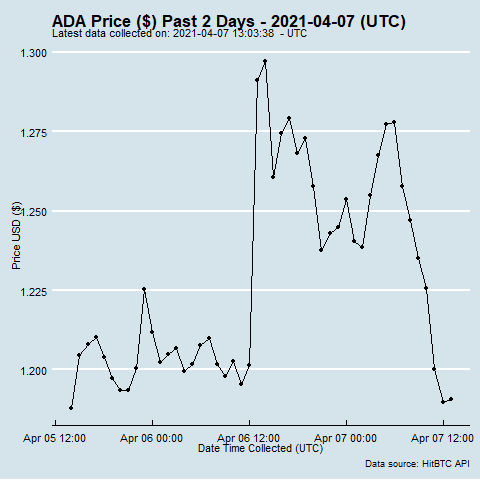 ADA Price ($) Past 2 Days - 2021-04-07 (UTC)
Latest data collected on: 2021-04-07 13:03:38 - UTC
1.300
1.275
1.250
1.225
1.200
Price USD ($)
Apr 05 12:00 Apr 06 00:00 Apr 06 12:00 Apr 07 00:00 Apr 07 12:00
Date Time Collected (UTC)
Data source: HitBTC API